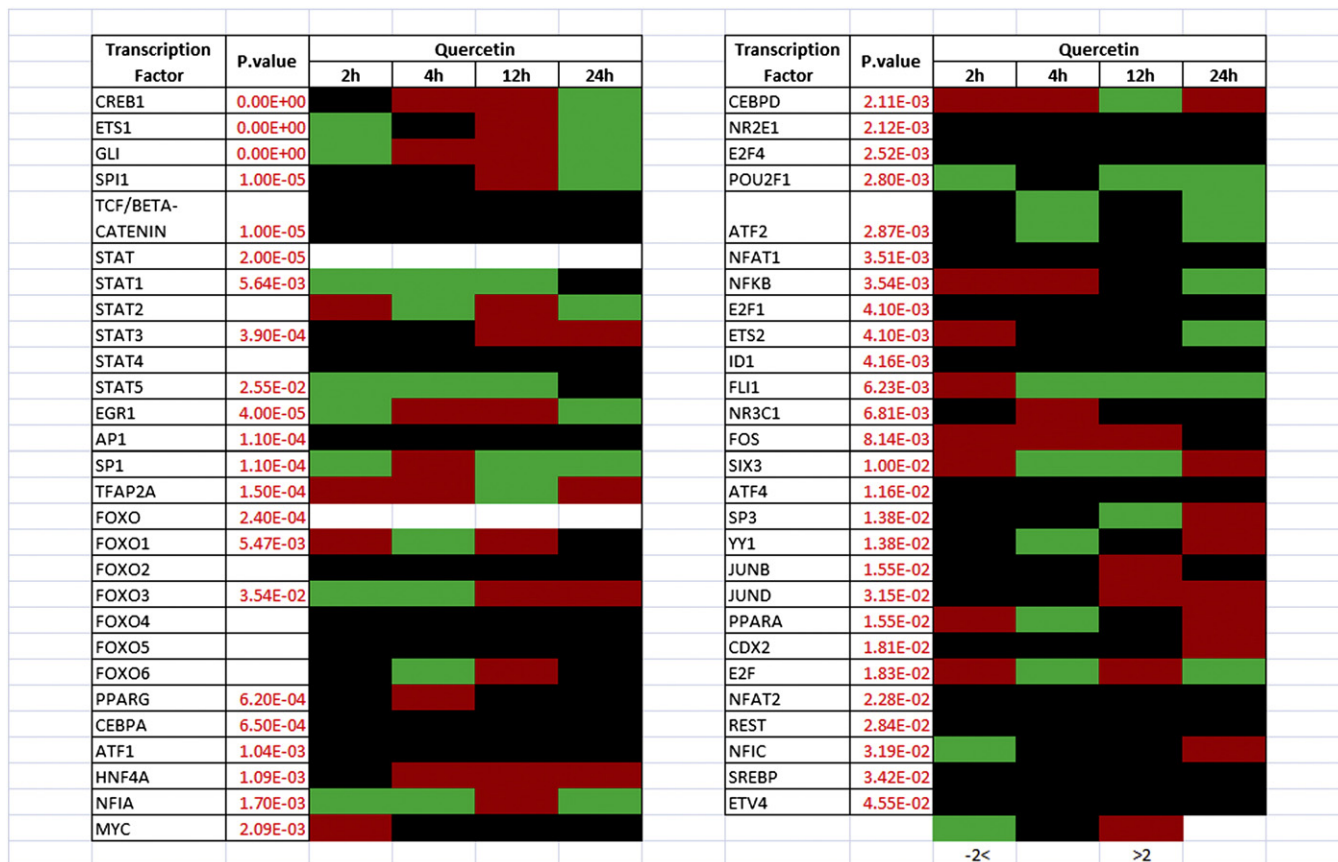 Transcription Factor P.value Quercetin
2h 4h 12h 24h
CREB1 0.00E+00
ETS1 0.00E+00
GLI 0.00E+00
SPI1 1.00E-05
TCF/BETA-
CATENIN 1.00E-05
STAT 2.00E-05
STAT1 5.64E-03
STAT2
STAT3 3.90E-04
STAT4
STAT5 2.55E-02
EGR1 4.00E-05
AP1 1.10E-04
SP1 1.10E-04
TFAP2A 1.50E-04
FOXO 2.40E-04
FOXO1 5.47E-03
FOXO2
FOXO3 3.54E-02
FOXO4
FOXO5
FOXO6
PPARG 6.20E-04
CEBPA 6.50E-04
ATF1 1.04E-03
HNF4A 1.09E-03
NFIA 1.70E-03
MYC 2.09E-03
Transcription Factor P.value Quercetin
2h 4h 12h 24h
CEBPD 2.11E-03
NR2E1 2.12E-03
E2F4 2.52E-03
POU2F1 2.80E-03
ATF2 2.87E-03
NFAT1 3.51E-03
NFKB 3.54E-03
E2F1 4.10E-03
ETS2 4.10E-03
ID1 4.16E-03
FLI1 6.23E-03
NR3C1 6.81E-03
FOS 8.14E-03
SIX3 1.00E-02
ATF4 1.16E-02
SP3 1.38E-02
YY1 1.38E-02
JUNB 1.55E-02
JUND 3.15E-02
PPARA 1.55E-02
CDX2 1.81E-02
E2F 1.83E-02
NFAT2 2.28E-02
REST 2.84E-02
NFIC 3.19E-02
SREBP 3.42E-02
ETV4 4.55E-02
-2< >2